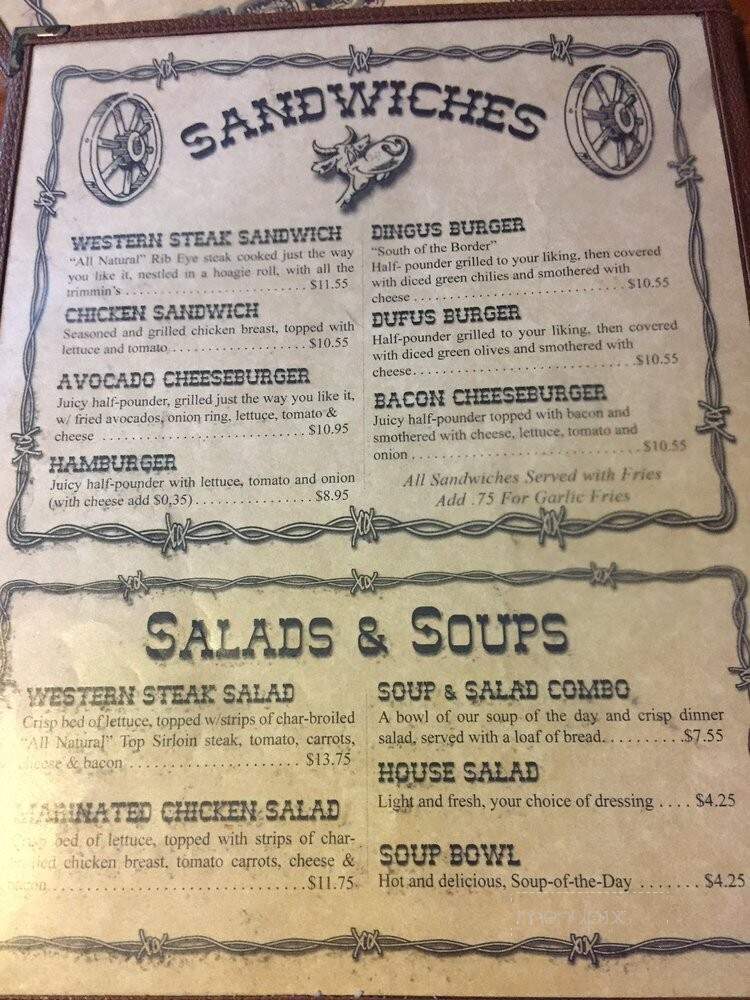 SANDWICHES
WESTERN STEAK SANDWICH
"All Natural" Rib Eye steak cooked just the way
you like it, nestled in a hoagie roll, with all the
trimmin's . . . . . . . . . . . . . . . . . . . . . . . . . . $11.55
CHICKEN SANDWICH
Seasoned and grilled chicken breast, topped with
lettuce and tomato . . . . . . . . . . . . . . . . . . . $10.55
AVOCADO CHEESEBURGER
Juicy half-pounder, grilled just the way you like it,
w/ fried avocados, onion ring, lettuce, tomato &
cheese . . . . . . . . . . . . . . . . . . . . . . . . . . . . $10.95
HAMBURGER
Juicy half-pounder with lettuce, tomato and onion
(with cheese add $0.35). . . . . . . . . . . . . . . . $8.95
DINGUS BURGER
"South of the Border"
Half- pounder grilled to your liking, then covered
with diced green chilies and smothered with
cheese . . . . . . . . . . . . . . . . . . . . . . . . . . . . $10.55
DUFUS BURGER
Half-pounder grilled to your liking, then covered
with diced green olives and smothered with
cheese. . . . . . . . . . . . . . . . . . . . . . . . . . . . .$10.55
BACON CHEESEBURGER
Juicy half-pounder topped with bacon and
smothered with cheese, lettuce, tomato and
onion . . . . . . . . . . . . . . . . . . . . . . . . . . . . . $10.55
All Sandwiches Served with Fries
Add .75 For Garlic Fries
SALADS & SOUPS
WESTERN STEAK SALAD
Crisp bed of lettuce, topped w/strips of char-broiled
"All Natural" Top Sirloin steak, tomato, carrots,
cheese & bacon . . . . . . . . . . . . . . . . . . . . . $13.75
MARINATED CHICKEN SALAD
bed of lettuce, topped with strips of char-
chicken breast, tomato carrots, cheese &
bacon . . . . . . . . . . . . . . . . . . . . . . . . . . . .$11.75
SOUP & SALAD COMBO
A bowl of our soup of the day and crisp dinner
salad, served with a loaf of bread. . . . . . . . . .$7.55
HOUSE SALAD
Light and fresh, your choice of dressing . . . . $4.25
SOUP BOWL
Hot and delicious, Soup-of-the-Day . . . . . . . $4.25
menupix